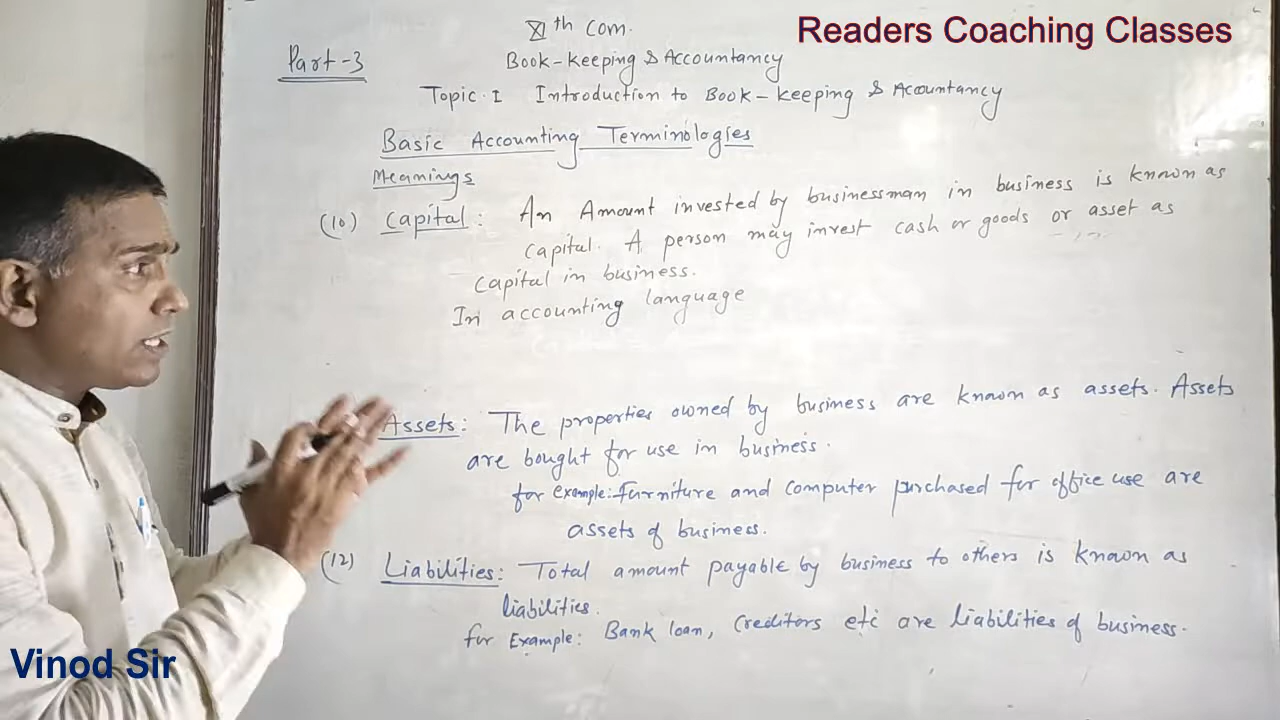 Readers Coaching Classes
XIth Com.
Part-3
Book-keeping & Accountancy
Topic. I Introduction to Book-keeping & Accountancy
Basic Accounting Terminologies
Meanings
(10) Capital: An Amount invested by businessman in business is known as
capital. A person may invest cash or goods or asset as
capital in business.
In accounting language
Assets: The properties owned by business are known as assets. Assets
are bought for use in business.
for example: Furniture and computer purchased for office use are
assets of business.
(12) Liabilities: Total amount payable by business to others is known as
liabilities.
for Example: Bank loan, creditors etc are liabilities of business.
Vinod Sir